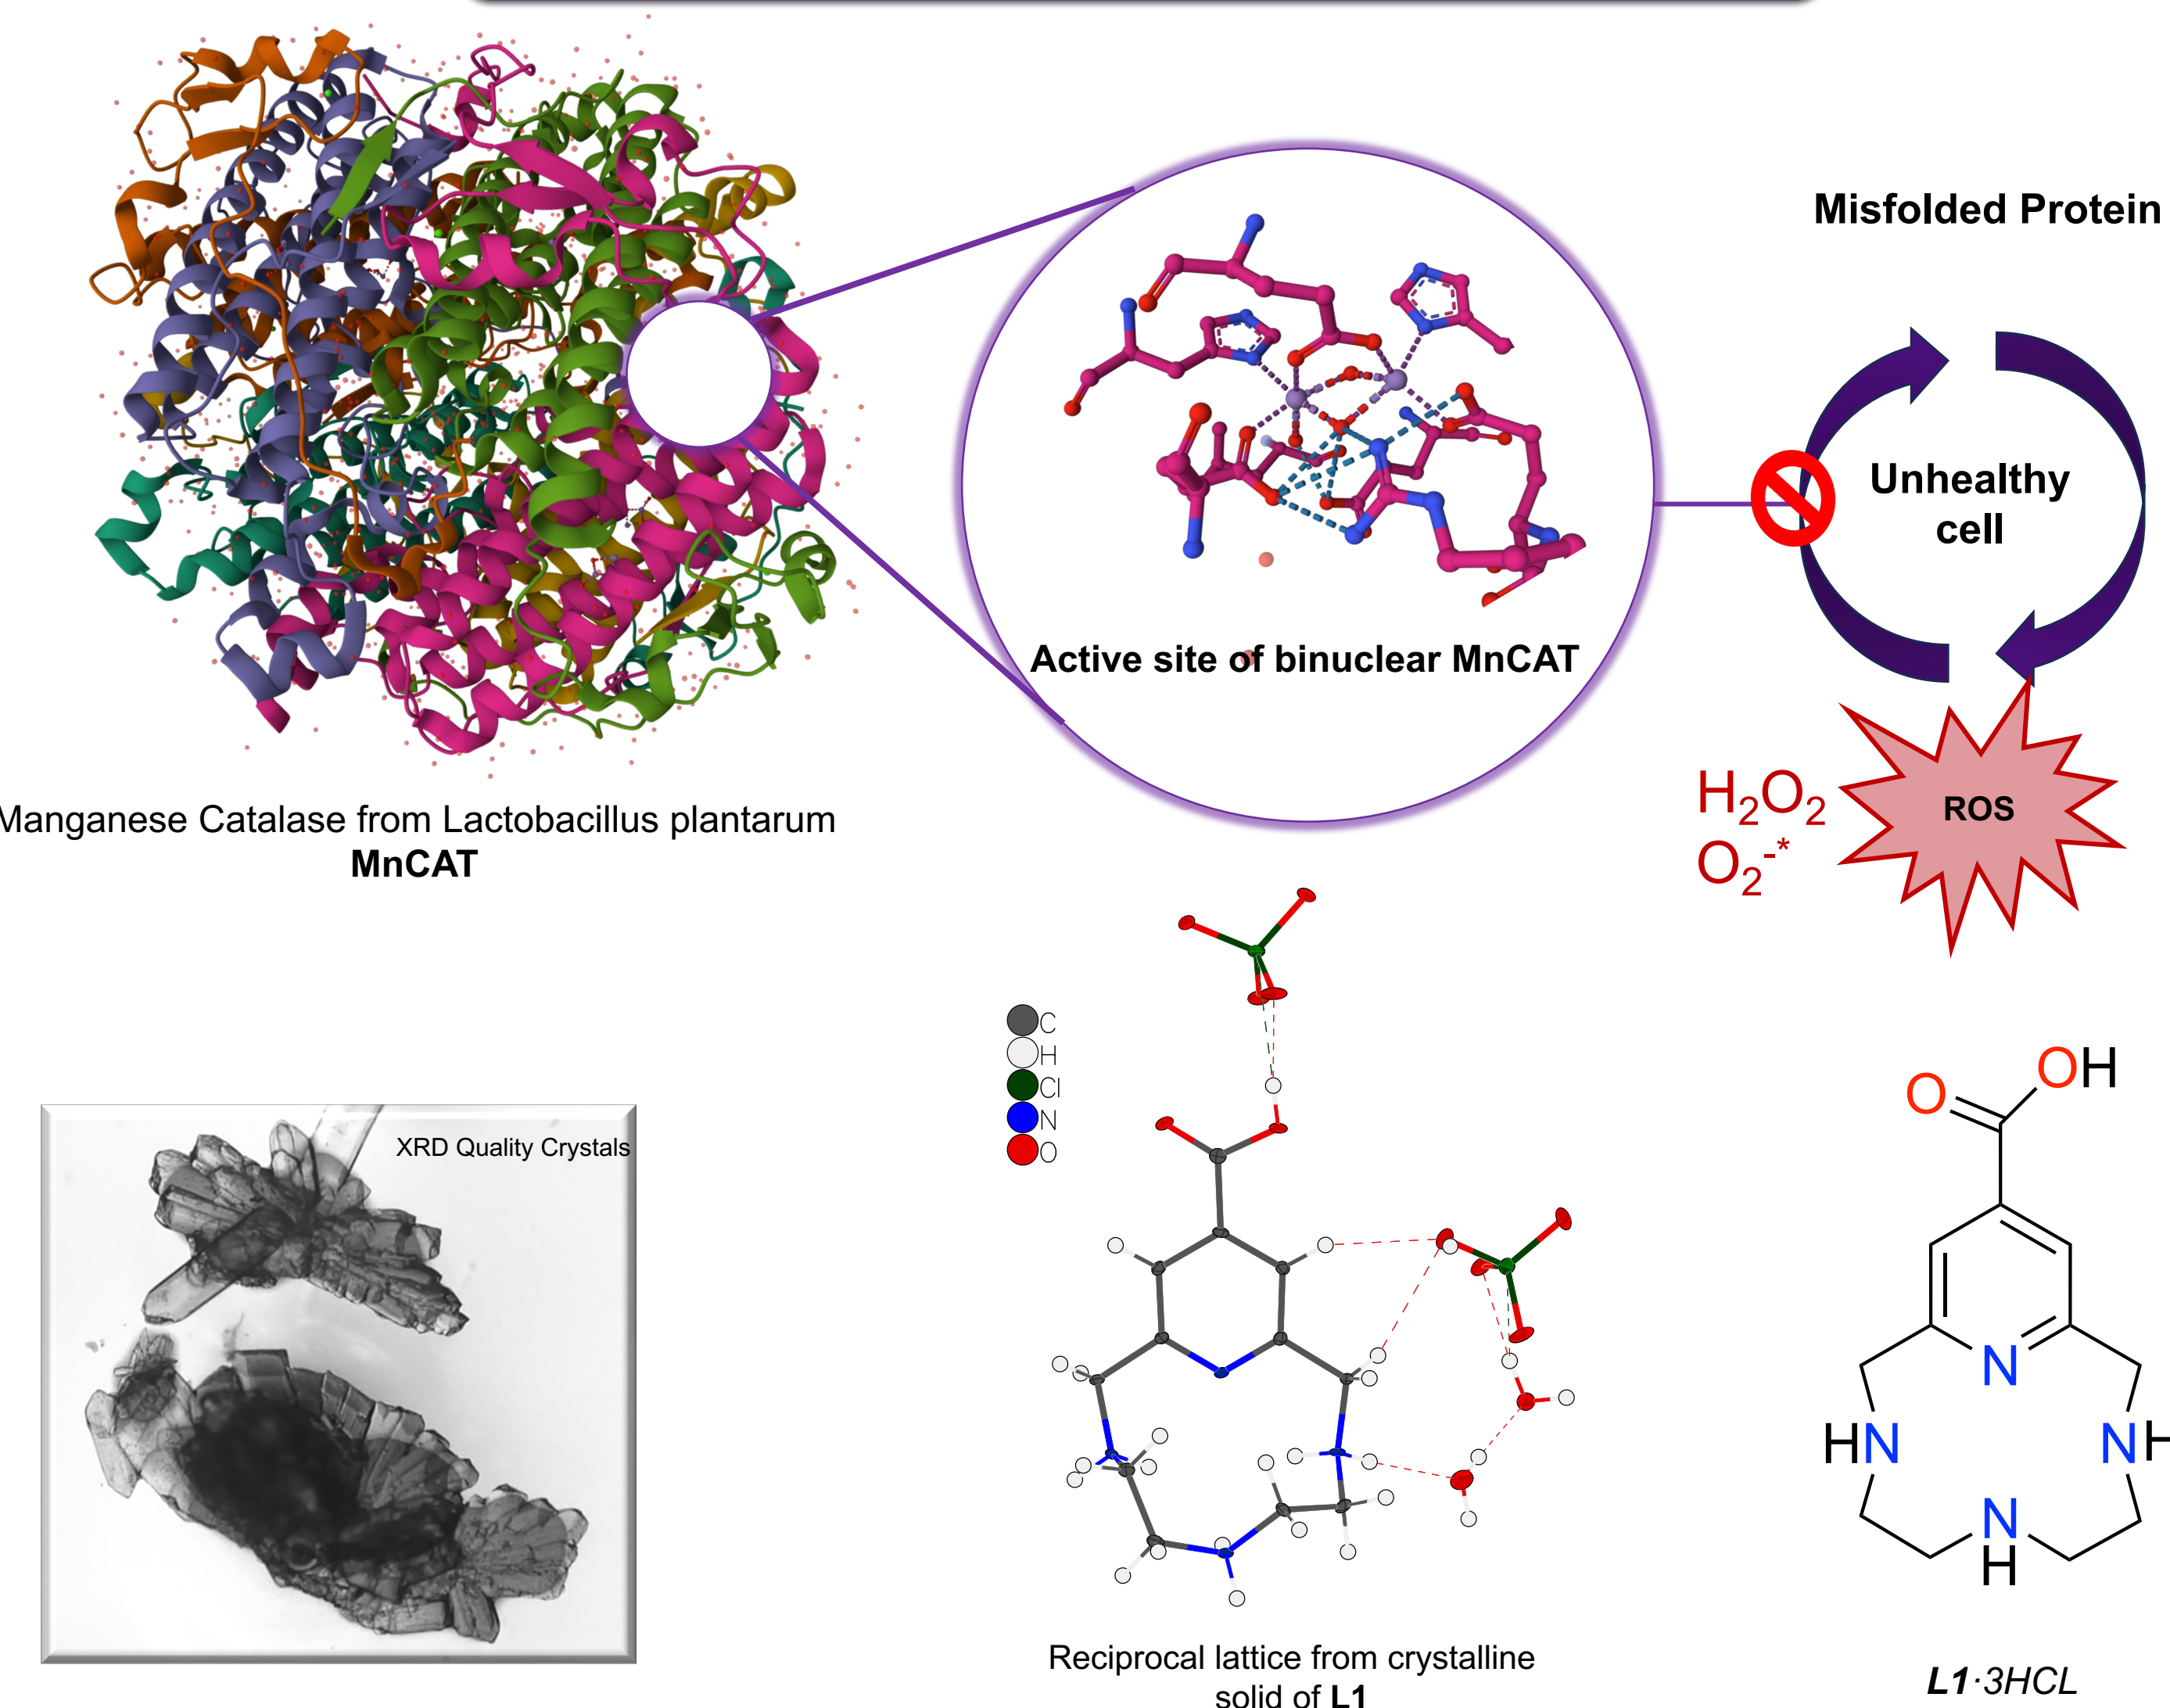 Misfolded Protein
Unhealthy
cell
Active site of binuclear MnCAT
Manganese Catalase from Lactobacillus plantarum
MnCAT
H2O2
O2-*
ROS
C
H
Cl
N
O
XRD Quality Crystals
O
OH
N
HN
NH
N
H
Reciprocal lattice from crystalline
solid of L1
L1·3HCL